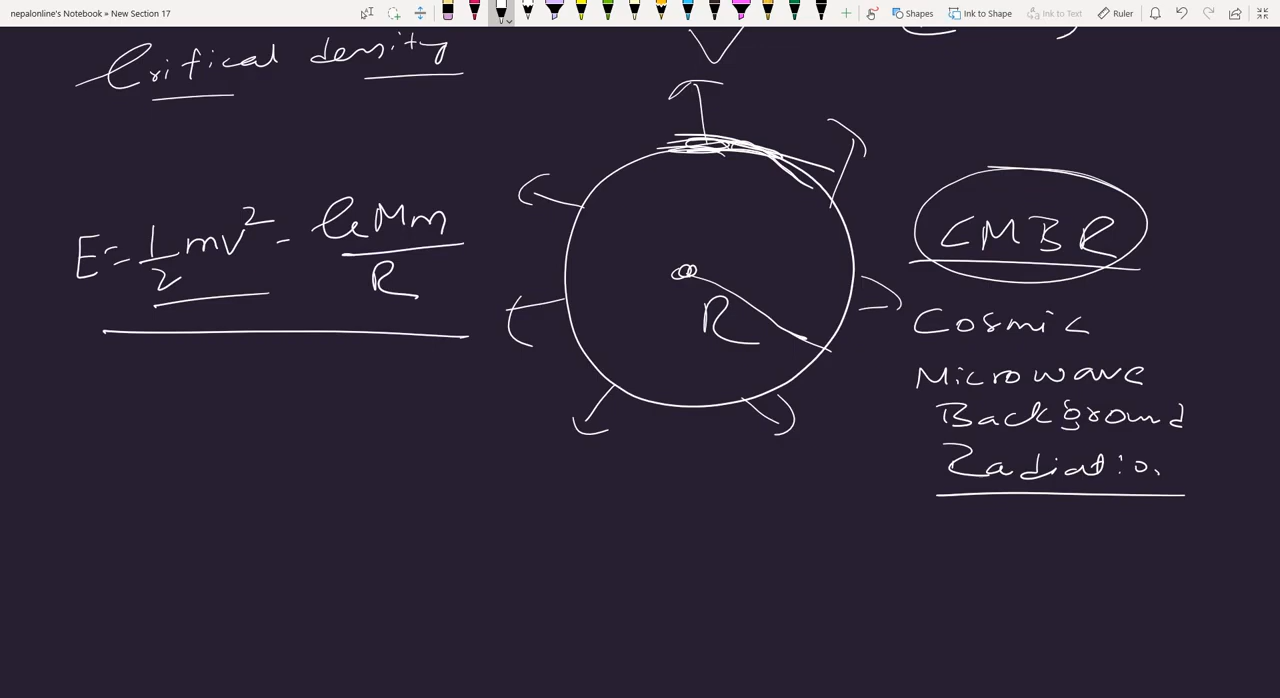 nepalonline's Notebook » New Section 17
Shapes
Ink to Shape
Ink to Text
Ruler
Critical density
E = 1/2 mv² - GMm/R
R
CMBR
Cosmic
Microwave
Background
Radiation